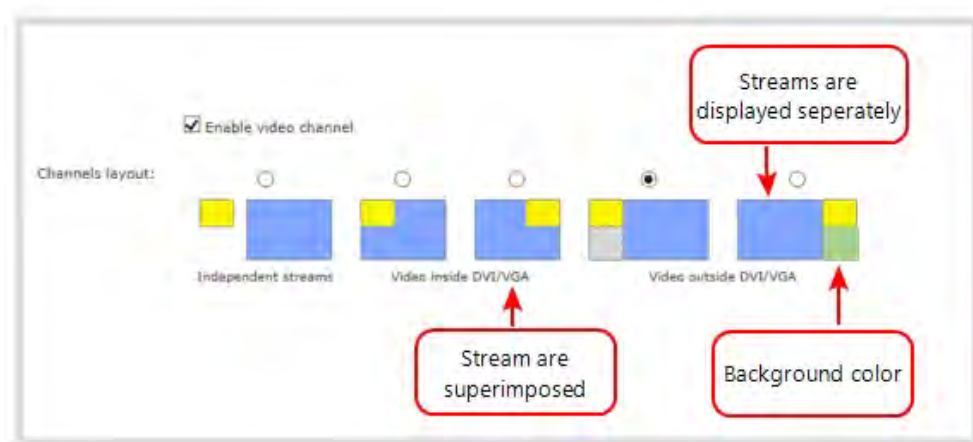 Streams are
displayed seperately
Enable video channel
Channels layout:
Independent streams
Video inside DVI/VGA
Video outside DVI/VGA
Stream are
superimposed
Background color